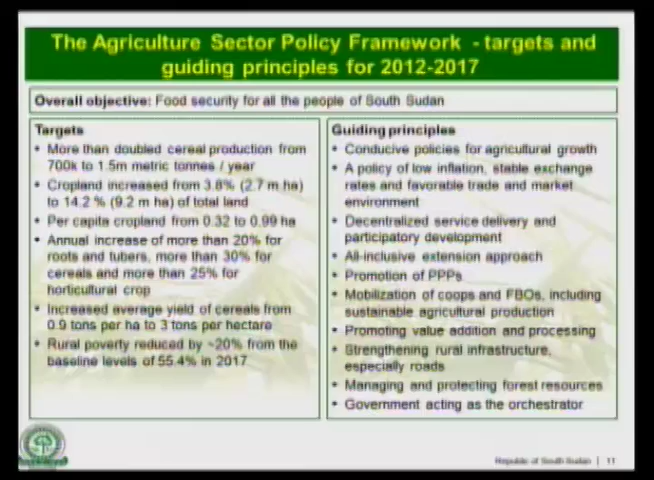 The Agriculture Sector Policy Framework - targets and
guiding principles for 2012-2017
Overall objective: Food security for all the people of South Sudan
Targets
• More than doubled cereal production from
700k to 1.5m metric tonnes / year
• Cropland increased from 3.8% (2.7 m ha)
to 14.2 % (9.2 m ha) of total land
• Per capita cropland from 0.32 to 0.99 ha
• Annual increase of more than 20% for
roots and tubers, more than 30% for
cereals and more than 25% for
horticultural crop
• Increased average yield of cereals from
0.9 tons per ha to 3 tons per hectare
• Rural poverty reduced by ~20% from the
baseline levels of 55.4% in 2017
Guiding principles
• Conducive policies for agricultural growth
• A policy of low inflation, stable exchange
rates and favorable trade and market
environment
• Decentralized service delivery and
participatory development
• All-inclusive extension approach
• Promotion of PPPs
• Mobilization of coops and FBOs, including
sustainable agricultural production
• Promoting value addition and processing
• Strengthening rural infrastructure,
especially roads
• Managing and protecting forest resources
• Government acting as the orchestrator
Republic of South Sudan | 11